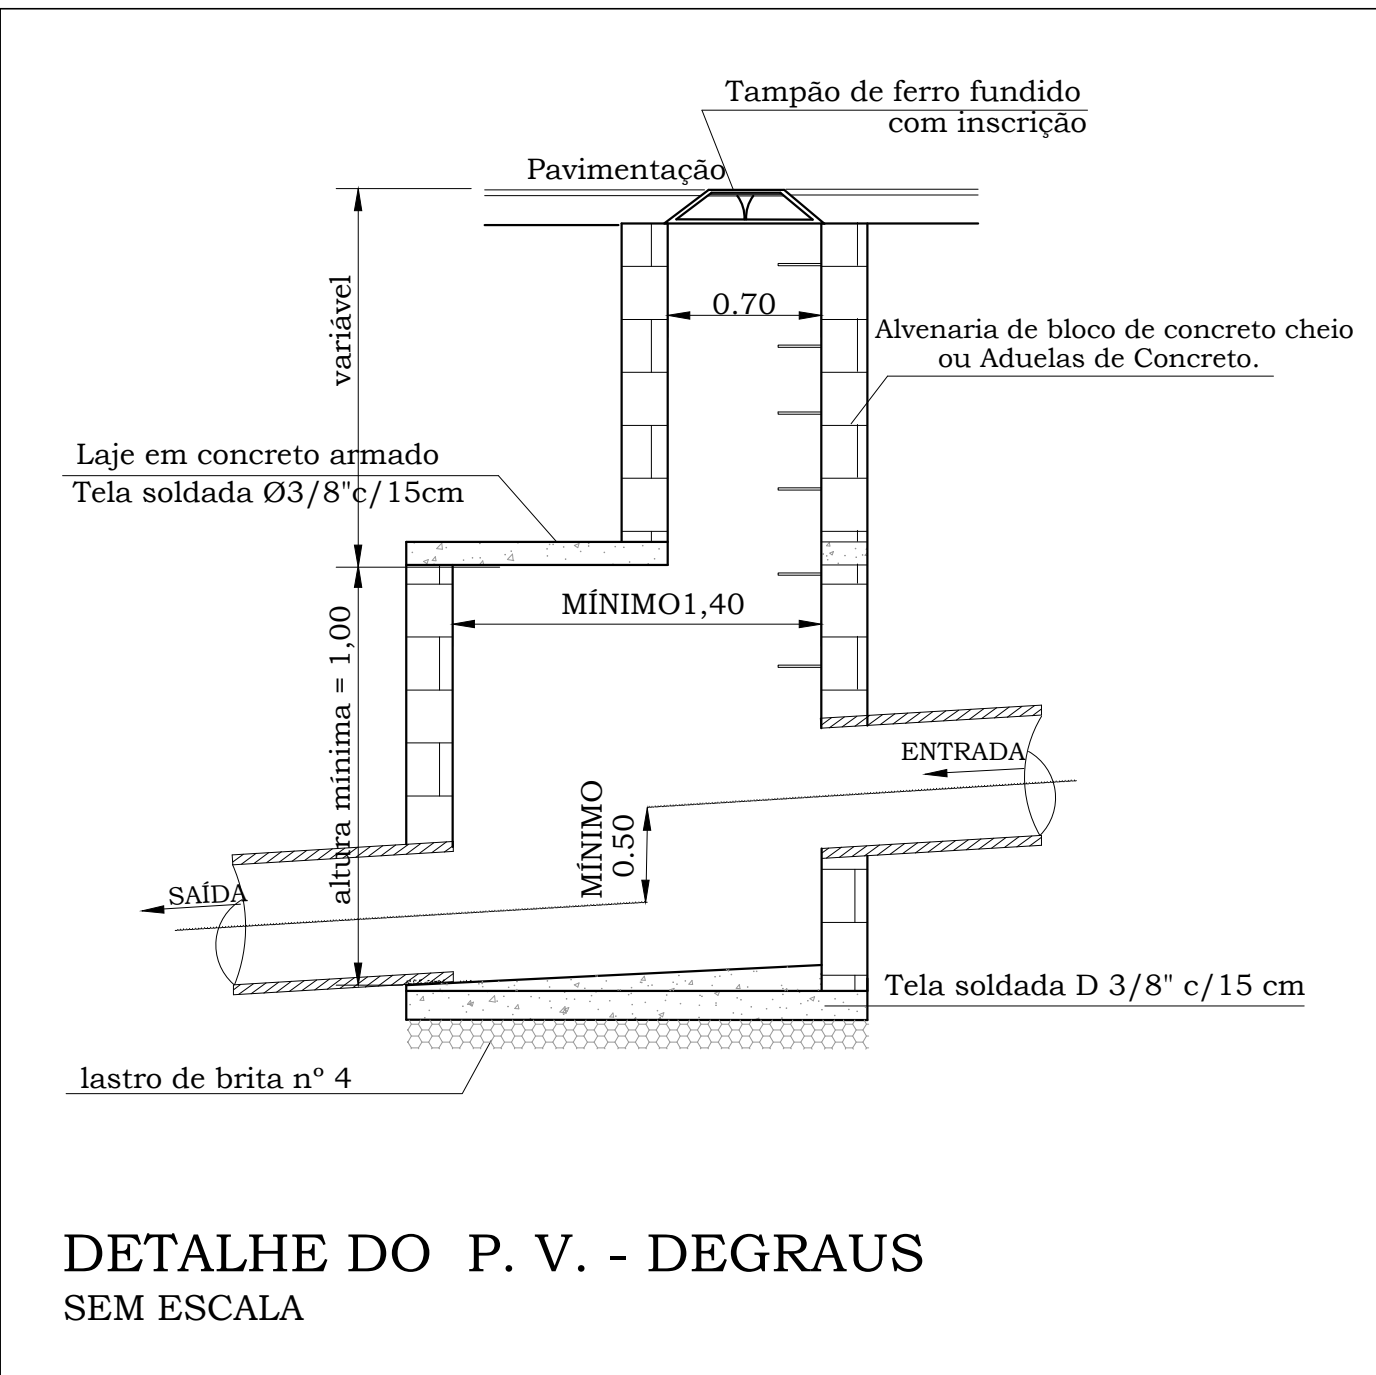 Tampão de ferro fundido
com inscrição
Pavimentação
variável
0.70
Alvenaria de bloco de concreto cheio
ou Aduelas de Concreto.
Laje em concreto armado
Tela soldada Ø3/8"c/15cm
MÍNIMO1,40
altura mínima = 1,00
ENTRADA
MÍNIMO
0.50
SAÍDA
Tela soldada D 3/8" c/15 cm
lastro de brita nº 4
DETALHE DO P. V. - DEGRAUS
SEM ESCALA